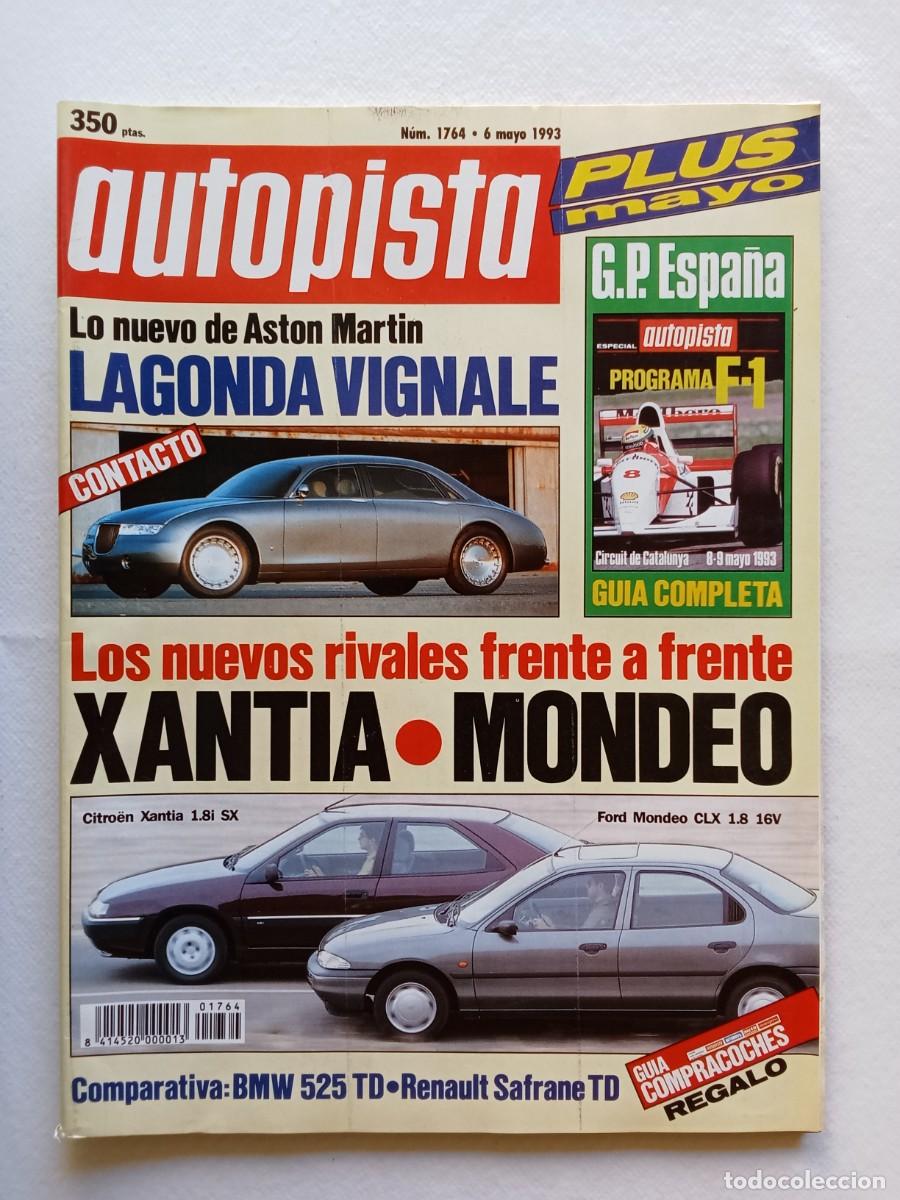 350 ptas.
Núm. 1764 • 6 mayo 1993
autopista
PLUS
mayo
Lo nuevo de Aston Martin
LAGONDA VIGNALE
CONTACTO
G.P. España
ESPECIAL autopista
PROGRAMA F-1
Marlboro
8
Circuit de Catalunya 8-9 mayo 1993
GUIA COMPLETA
Los nuevos rivales frente a frente
XANTIA • MONDEO
Citroën Xantia 1.8i SX
Ford Mondeo CLX 1.8 16V
01764
8 414520 000013
GUIA
COMPRACOCHES
REGALO
Comparativa: BMW 525 TD • Renault Safrane TD
todocoleccion